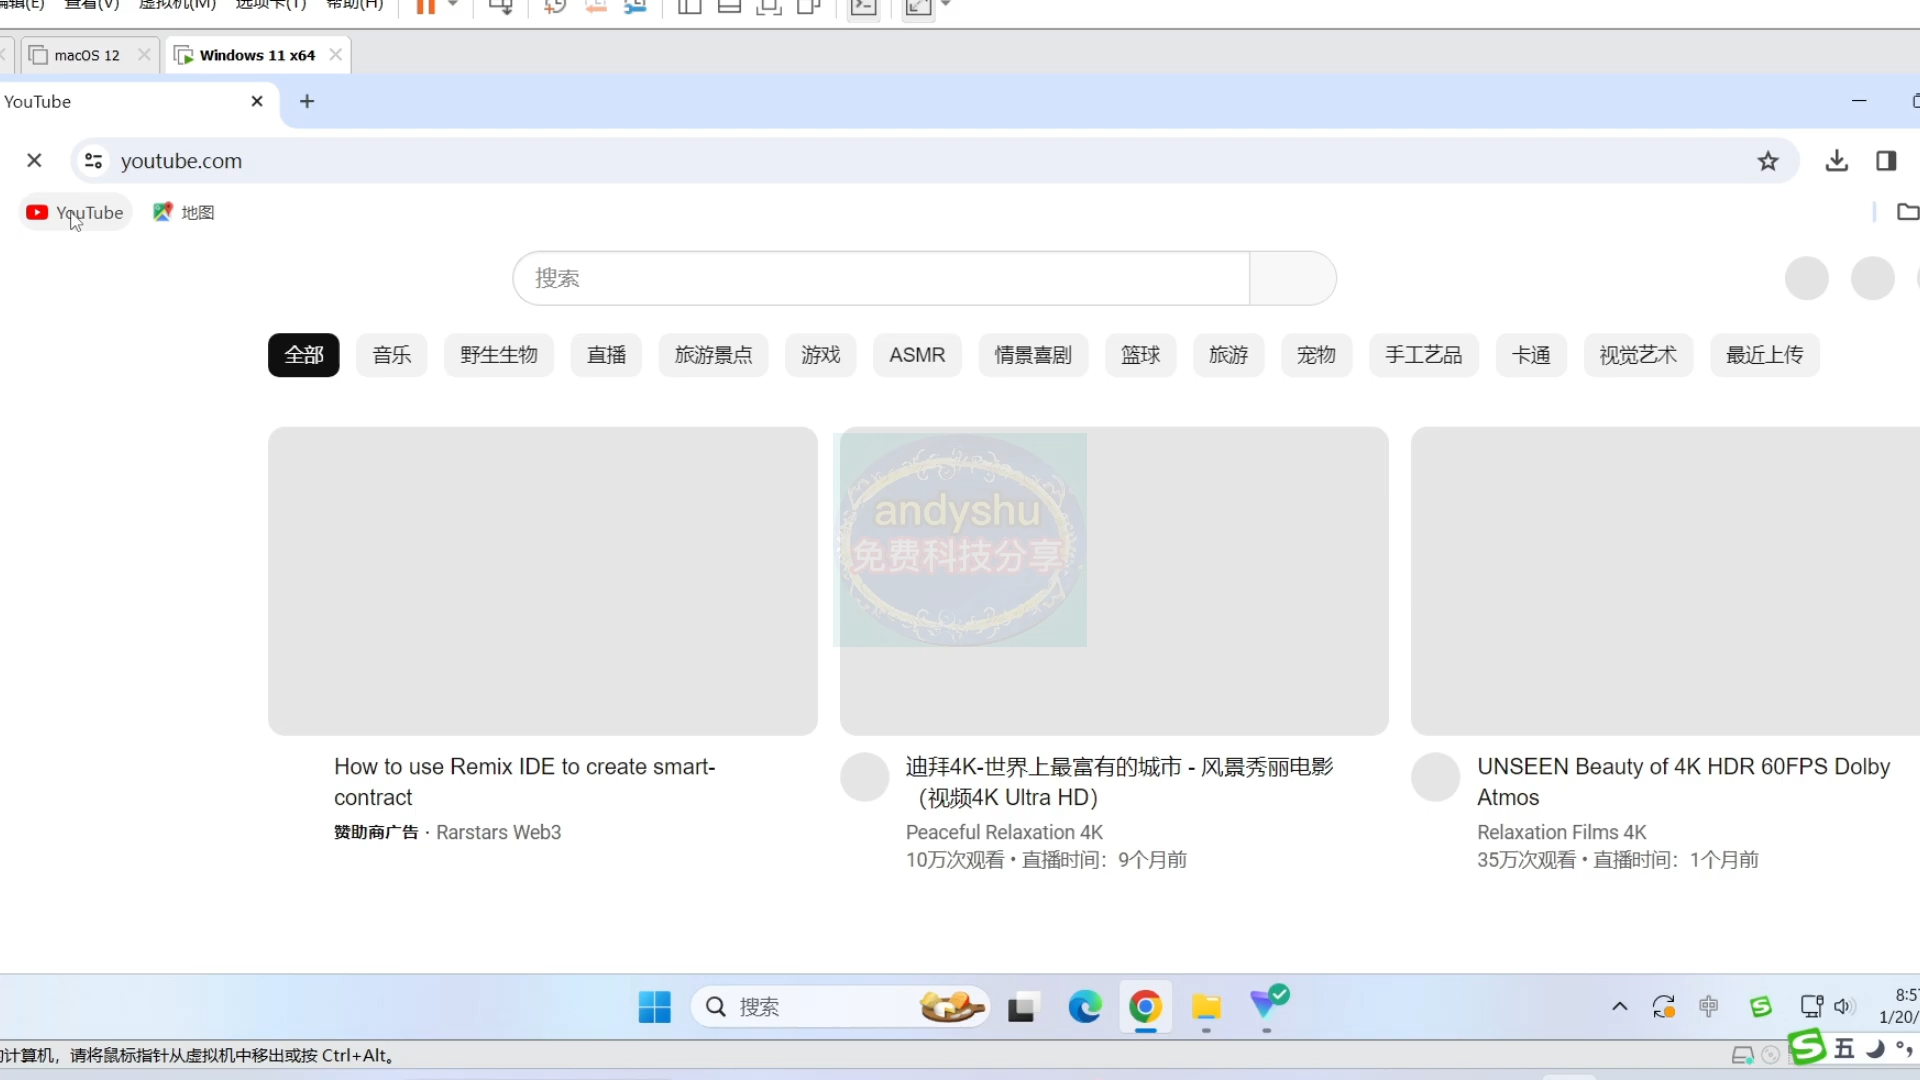 编辑(E) 查看(V) 虚拟机(M) 选项卡(T) 帮助(H)
macOS 12
Windows 11 x64
YouTube
youtube.com
YouTube
地图
搜索
全部 音乐 野生生物 直播 旅游景点 游戏 ASMR 情景喜剧 篮球 旅游 宠物 手工艺品 卡通 视觉艺术 最近上传
andyshu
免费科技分享
How to use Remix IDE to create smart-
contract
赞助商广告 · Rarstars Web3
迪拜4K-世界上最富有的城市 - 风景秀丽电影
（视频4K Ultra HD）
Peaceful Relaxation 4K
10万次观看 • 直播时间：9个月前
UNSEEN Beauty of 4K HDR 60FPS Dolby
Atmos
Relaxation Films 4K
35万次观看 • 直播时间：1个月前
搜索
中
8:5
1/20/
计算机，请将鼠标指针从虚拟机中移出或按 Ctrl+Alt。
五